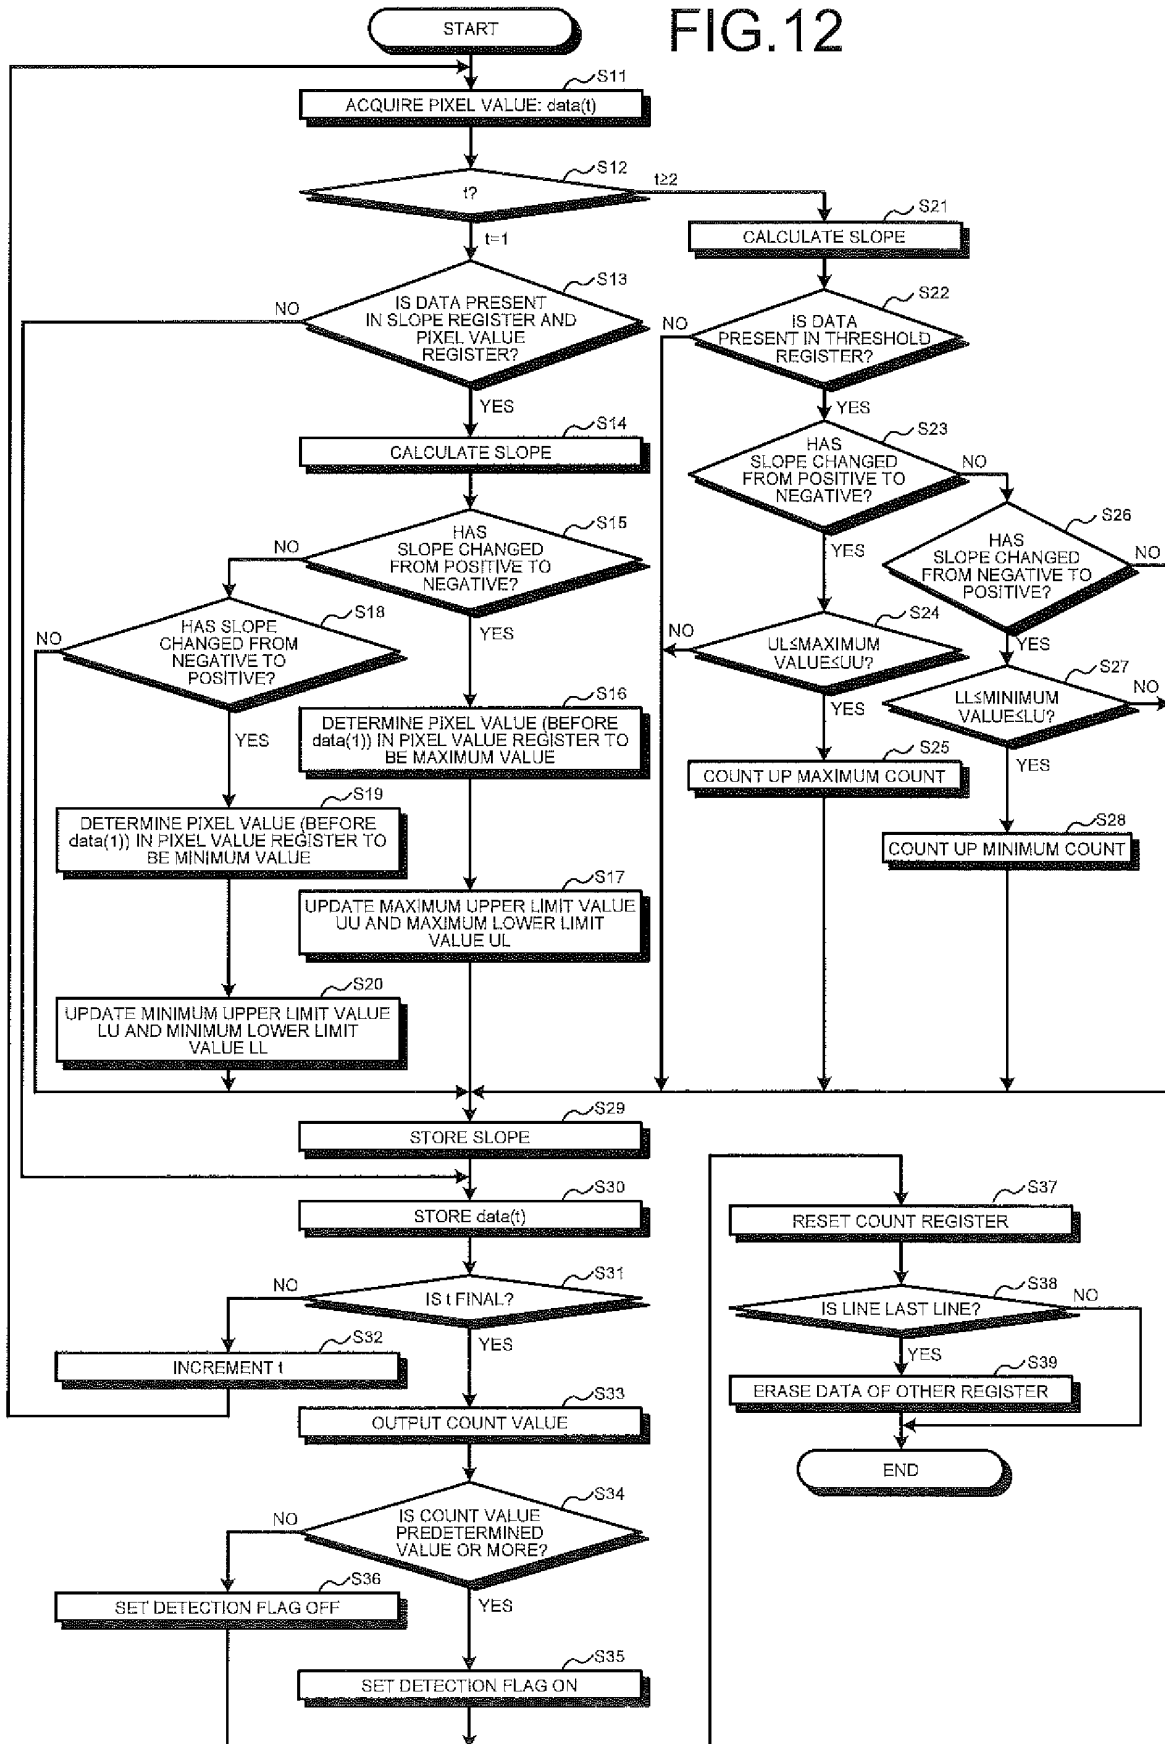 START
FIG.12
S11
ACQUIRE PIXEL VALUE: data(t)
S12
t?
t≥2
t=1
S21
CALCULATE SLOPE
S13
NO
IS DATA PRESENT
IN SLOPE REGISTER AND
PIXEL VALUE
REGISTER?
YES
S22
NO
IS DATA
PRESENT IN THRESHOLD
REGISTER?
YES
S14
CALCULATE SLOPE
S23
HAS
SLOPE CHANGED
FROM POSITIVE TO
NEGATIVE?
NO
YES
S15
NO
HAS
SLOPE CHANGED
FROM POSITIVE TO
NEGATIVE?
YES
S26
HAS
SLOPE CHANGED
FROM NEGATIVE TO
POSITIVE?
NO
YES
S18
NO
HAS SLOPE
CHANGED FROM
NEGATIVE TO
POSITIVE?
YES
S24
NO
UL≤MAXIMUM
VALUE≤UU?
YES
S27
LL≤MINIMUM
VALUE≤LU?
NO
YES
S16
DETERMINE PIXEL VALUE (BEFORE
data(1)) IN PIXEL VALUE REGISTER TO
BE MAXIMUM VALUE
S25
COUNT UP MAXIMUM COUNT
S19
DETERMINE PIXEL VALUE (BEFORE
data(1)) IN PIXEL VALUE REGISTER TO
BE MINIMUM VALUE
S28
COUNT UP MINIMUM COUNT
S17
UPDATE MAXIMUM UPPER LIMIT VALUE
UU AND MAXIMUM LOWER LIMIT
VALUE UL
S20
UPDATE MINIMUM UPPER LIMIT VALUE
LU AND MINIMUM LOWER LIMIT
VALUE LL
S29
STORE SLOPE
S30
STORE data(t)
S31
NO
IS t FINAL?
YES
S32
INCREMENT t
S33
OUTPUT COUNT VALUE
S34
NO
IS COUNT VALUE
PREDETERMINED
VALUE OR MORE?
YES
S36
SET DETECTION FLAG OFF
S35
SET DETECTION FLAG ON
S37
RESET COUNT REGISTER
S38
IS LINE LAST LINE?
NO
YES
S39
ERASE DATA OF OTHER REGISTER
END